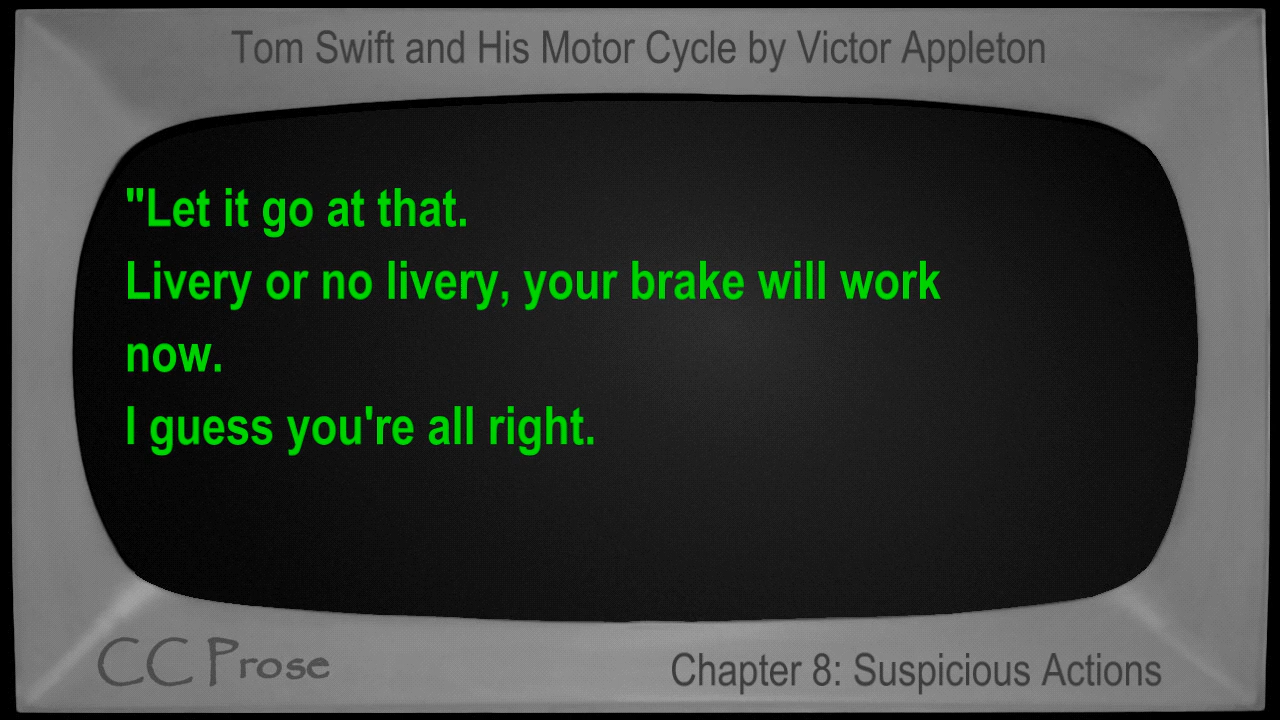 Tom Swift and His Motor Cycle by Victor Appleton
"Let it go at that.
Livery or no livery, your brake will work
now.
I guess you're all right.
CC Prose
Chapter 8: Suspicious Actions